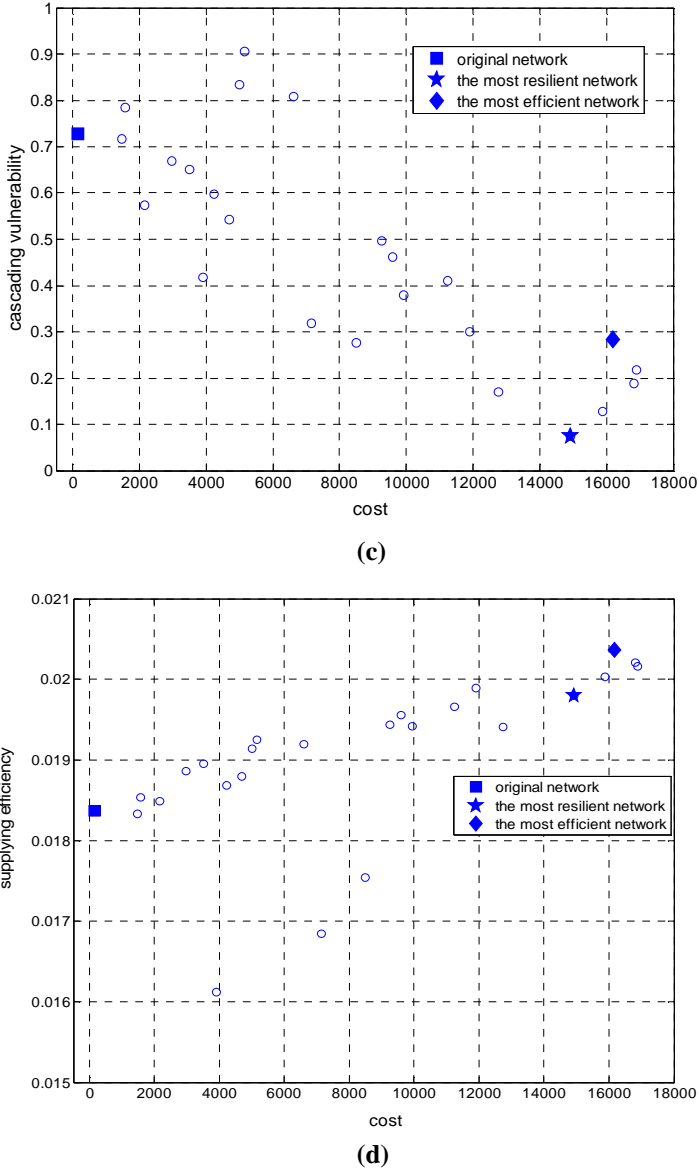 1
0.9
0.8
0.7
0.6
0.5
0.4
0.3
0.2
0.1
0
cascading vulnerability
original network
the most resilient network
the most efficient network
0 2000 4000 6000 8000 10000 12000 14000 16000 18000
cost
(c)
0.021
0.02
0.019
0.018
0.017
0.016
0.015
supplying efficiency
original network
the most resilient network
the most efficient network
0 2000 4000 6000 8000 10000 12000 14000 16000 18000
cost
(d)